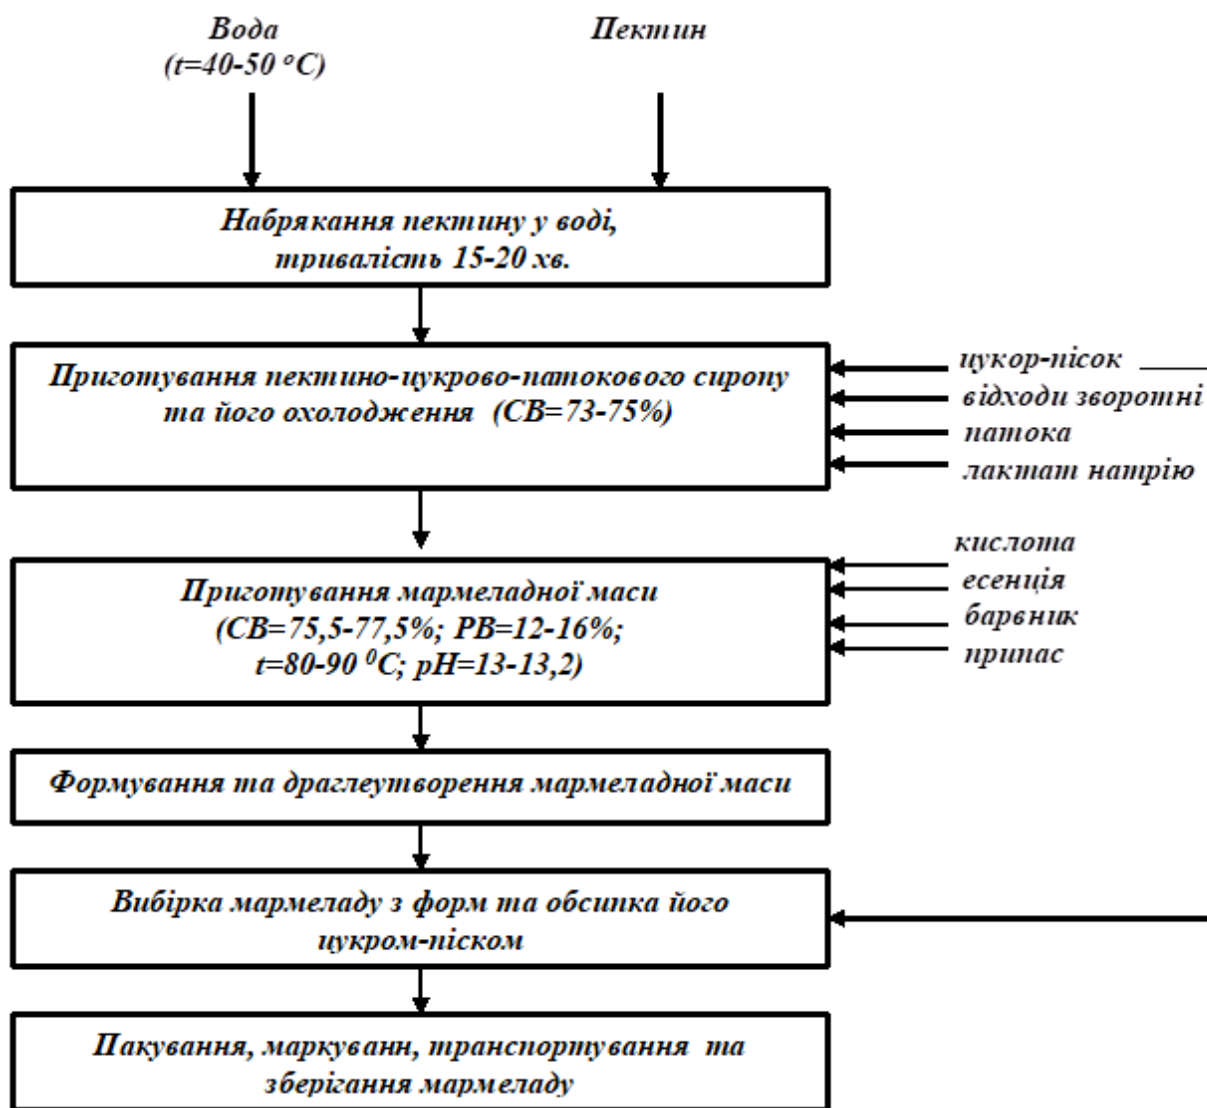 Вода
(t=40-50 °C)
Пектин
Набрякання пектину у воді,
тривалість 15-20 хв.
Приготування пектино-цукрово-патокового сиропу
та його охолодження (СВ=73-75%)
цукор-пісок
відходи зворотні
патока
лактат натрію
Приготування мармеладної маси
(СВ=75,5-77,5%; РВ=12-16%;
t=80-90 ⁰C; pH=13-13,2)
кислота
есенція
барвник
припас
Формування та драглеутворення мармеладної маси
Вибірка мармеладу з форм та обсипка його
цукром-піском
Пакування, маркуванн, транспортування та
зберігання мармеладу